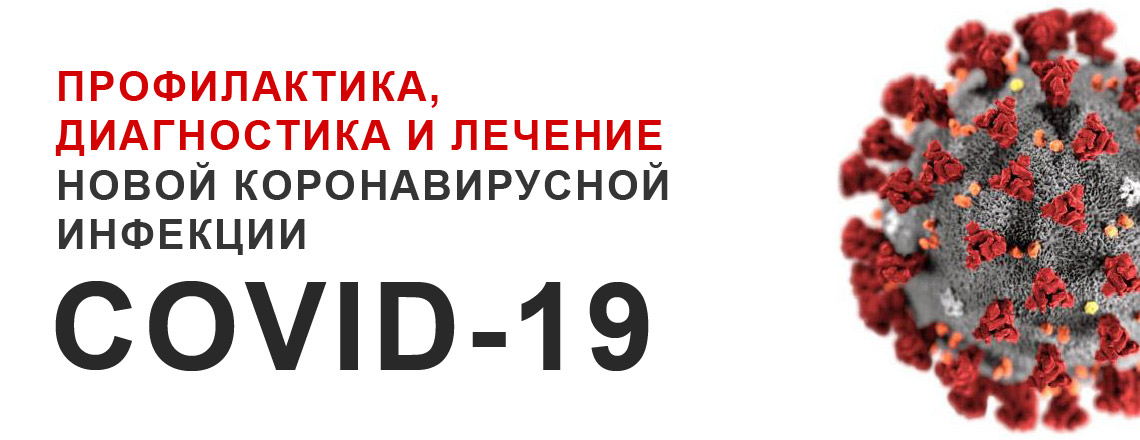 ПРОФИЛАКТИКА,
ДИАГНОСТИКА И ЛЕЧЕНИЕ
НОВОЙ КОРОНАВИРУСНОЙ
ИНФЕКЦИИ
COVID-19